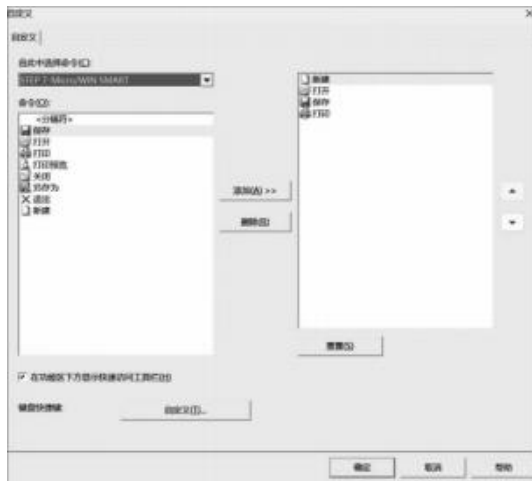 自定义
自定义
自此中选择命令(C):
STEP 7-Micro/WIN SMART
命令(O):
<分隔符>
保存
打开
打印
打印预览
关闭
另存为
退出
新建
添加(A) >>
删除(R)
新建
打开
保存
打印
重置(S)
在功能区下方显示快速访问工具栏(H)
键盘快捷键
自定义(T)...
确定
取消
帮助